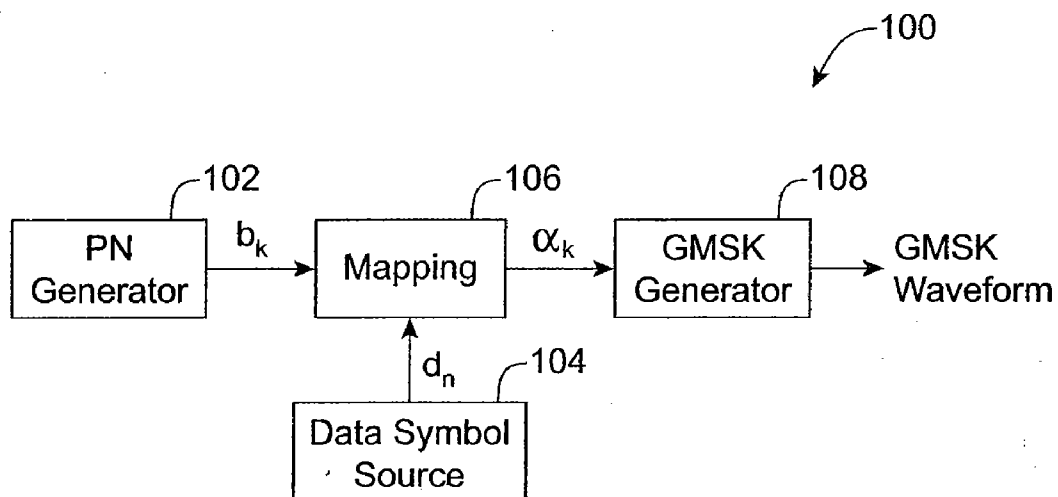 100
102
106
108
PN
Generator
b_k
Mapping
α_k
GMSK
Generator
GMSK
Waveform
d_n
104
Data Symbol
Source